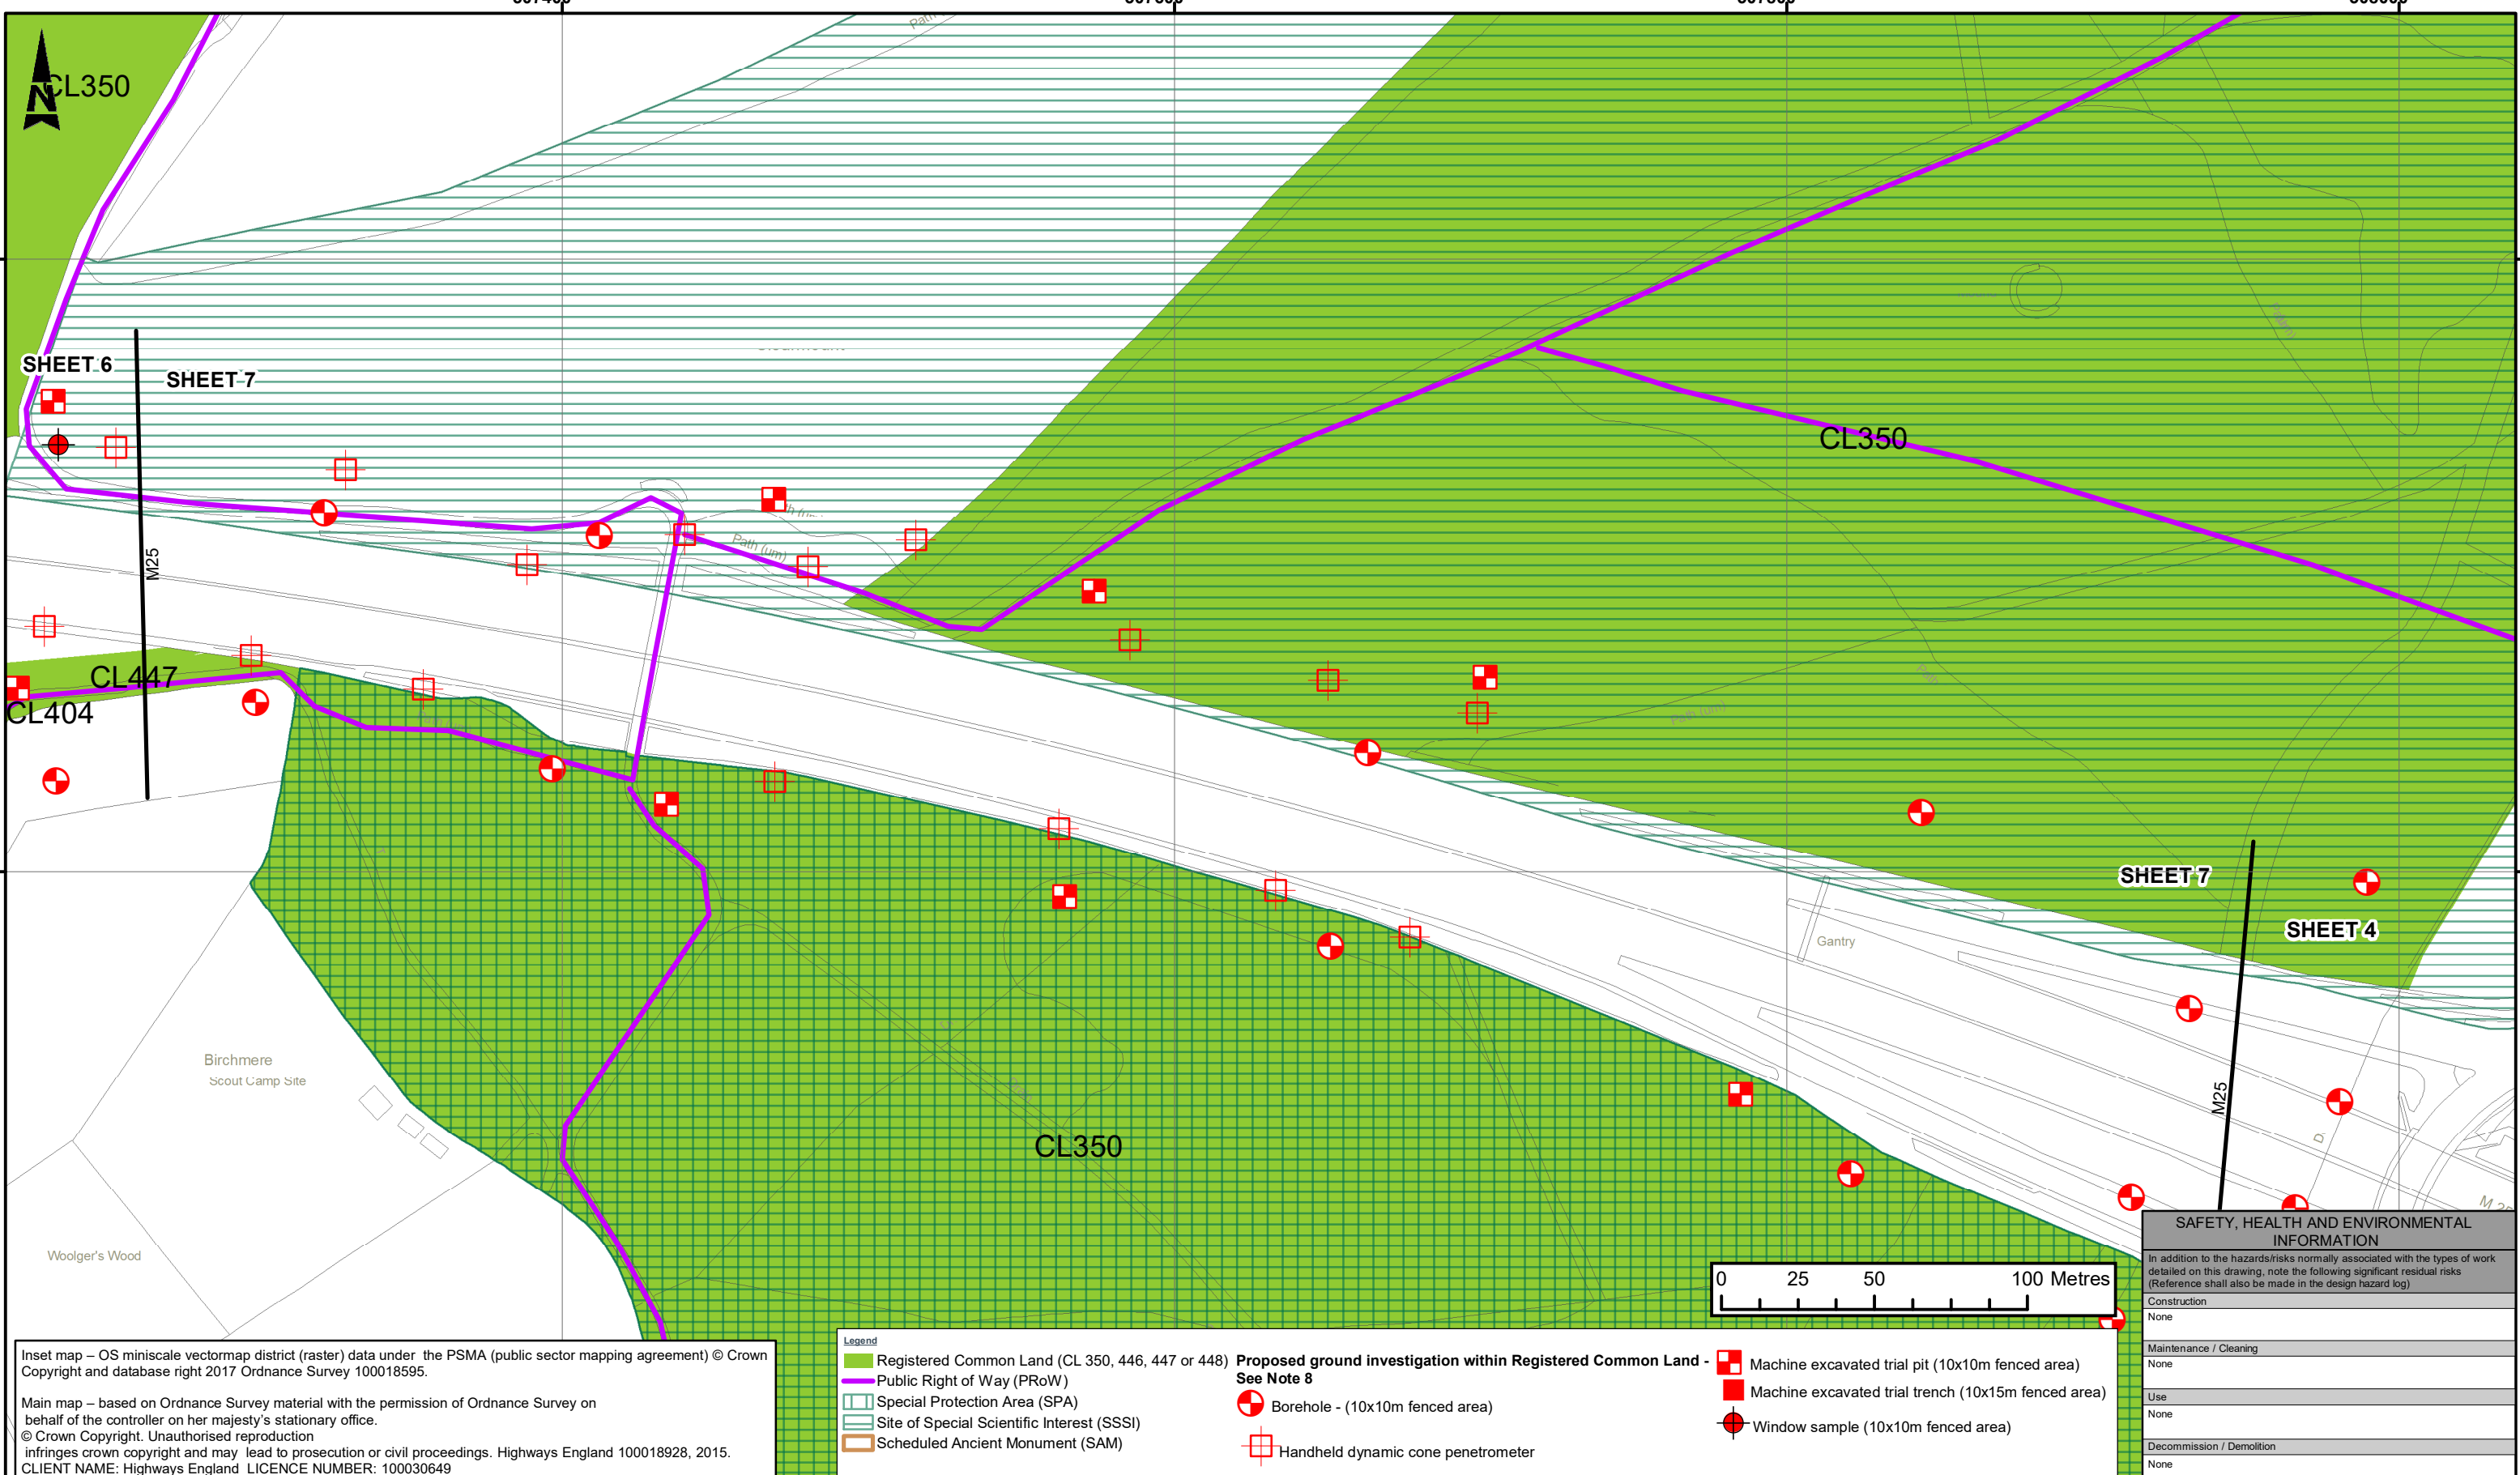 N
CL350
SHEET 6
SHEET 7
M25
CL447
CL404
Path (um)
CL350
Path
Path (um)
SHEET 7
SHEET 4
Gantry
M25
Birchmere
Scout Camp Site
Woolger's Wood
CL350
0 25 50 100 Metres
Inset map – OS miniscale vectormap district (raster) data under the PSMA (public sector mapping agreement) © Crown
Copyright and database right 2017 Ordnance Survey 100018595.
Main map – based on Ordnance Survey material with the permission of Ordnance Survey on
behalf of the controller on her majesty's stationary office.
© Crown Copyright. Unauthorised reproduction
infringes crown copyright and may lead to prosecution or civil proceedings. Highways England 100018928, 2015.
CLIENT NAME: Highways England LICENCE NUMBER: 100030649
Legend
Registered Common Land (CL 350, 446, 447 or 448)
Public Right of Way (PRoW)
Special Protection Area (SPA)
Site of Special Scientific Interest (SSSI)
Scheduled Ancient Monument (SAM)
Proposed ground investigation within Registered Common Land -
See Note 8
Borehole - (10x10m fenced area)
Handheld dynamic cone penetrometer
Machine excavated trial pit (10x10m fenced area)
Machine excavated trial trench (10x15m fenced area)
Window sample (10x10m fenced area)
SAFETY, HEALTH AND ENVIRONMENTAL
INFORMATION
In addition to the hazards/risks normally associated with the types of work
detailed on this drawing, note the following significant residual risks
(Reference shall also be made in the design hazard log)
Construction
None
Maintenance / Cleaning
None
Use
None
Decommission / Demolition
None